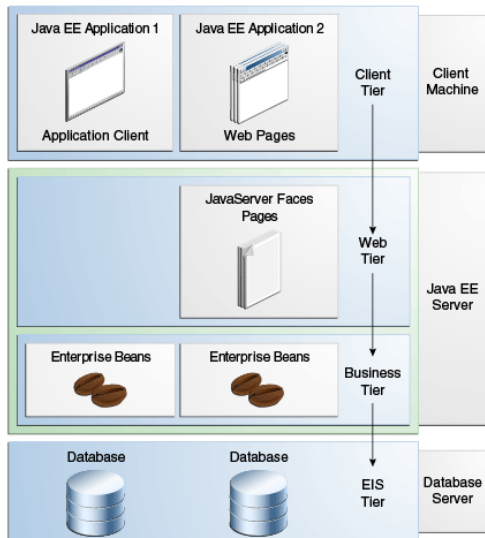 Java EE Application 1
Java EE Application 2
Application Client
Web Pages
Client
Tier
Client
Machine
JavaServer Faces
Pages
Web
Tier
Java EE
Server
Enterprise Beans
Enterprise Beans
Business
Tier
Database
Database
EIS
Tier
Database
Server